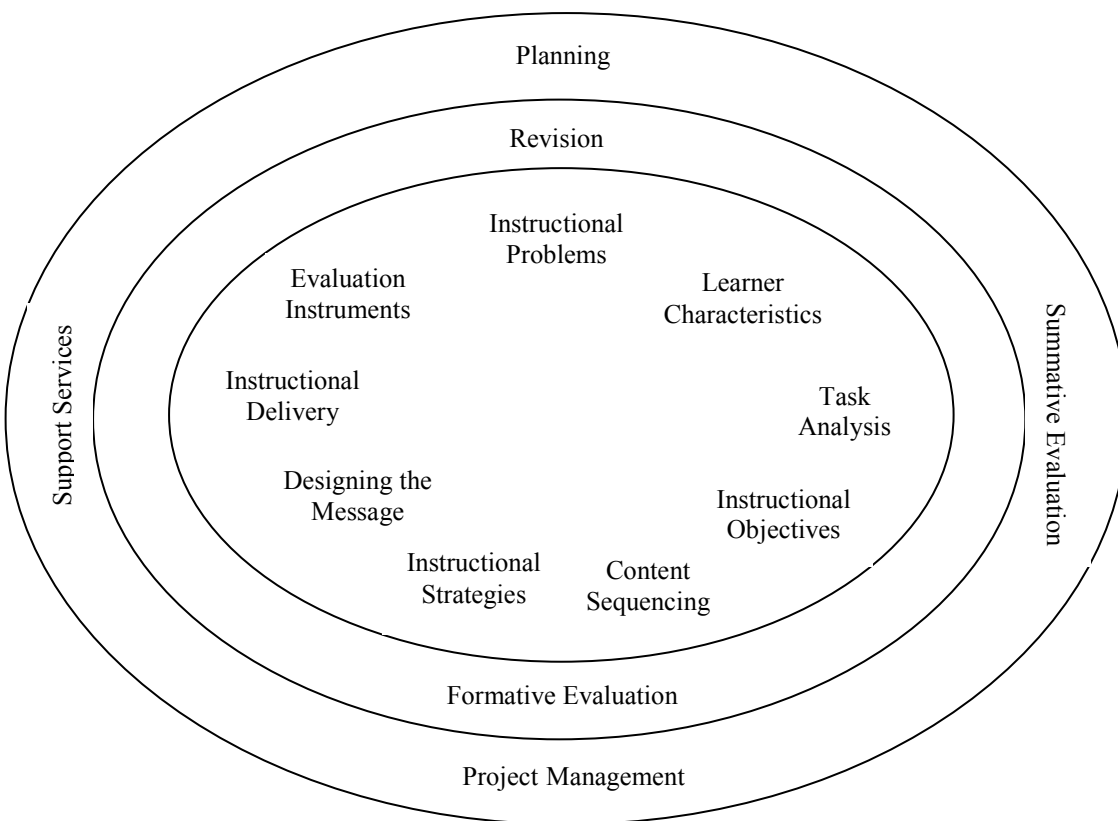 Planning
Revision
Instructional
Problems
Evaluation
Instruments
Learner
Characteristics
Support Services
Summative Evaluation
Instructional
Delivery
Task
Analysis
Designing the
Message
Instructional
Objectives
Instructional
Strategies
Content
Sequencing
Formative Evaluation
Project Management